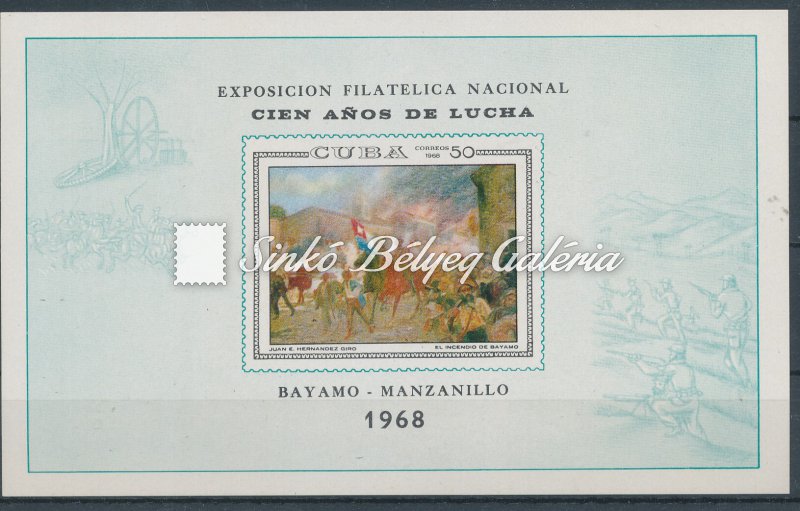 EXPOSICION FILATELICA NACIONAL
CIEN AÑOS DE LUCHA
CUBA CORREOS 1968 50
Sinkó Bélyeg Galéria
JUAN E. HERNANDEZ GIRO EL INCENDIO DE BAYAMO
BAYAMO - MANZANILLO
1968